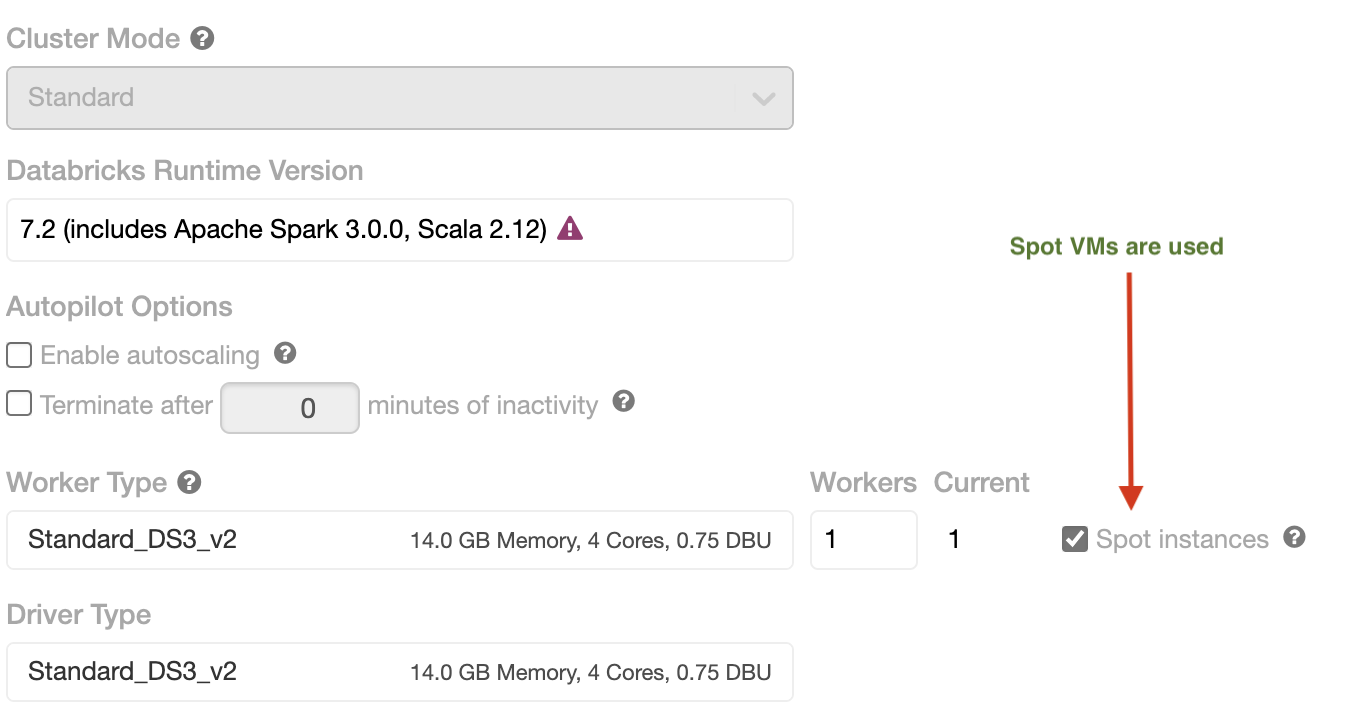 Cluster Mode ?
Standard
Databricks Runtime Version
7.2 (includes Apache Spark 3.0.0, Scala 2.12)
Spot VMs are used
Autopilot Options
Enable autoscaling ?
Terminate after 0 minutes of inactivity ?
Worker Type ? Workers Current
Standard_DS3_v2 14.0 GB Memory, 4 Cores, 0.75 DBU 1 1 Spot instances ?
Driver Type
Standard_DS3_v2 14.0 GB Memory, 4 Cores, 0.75 DBU